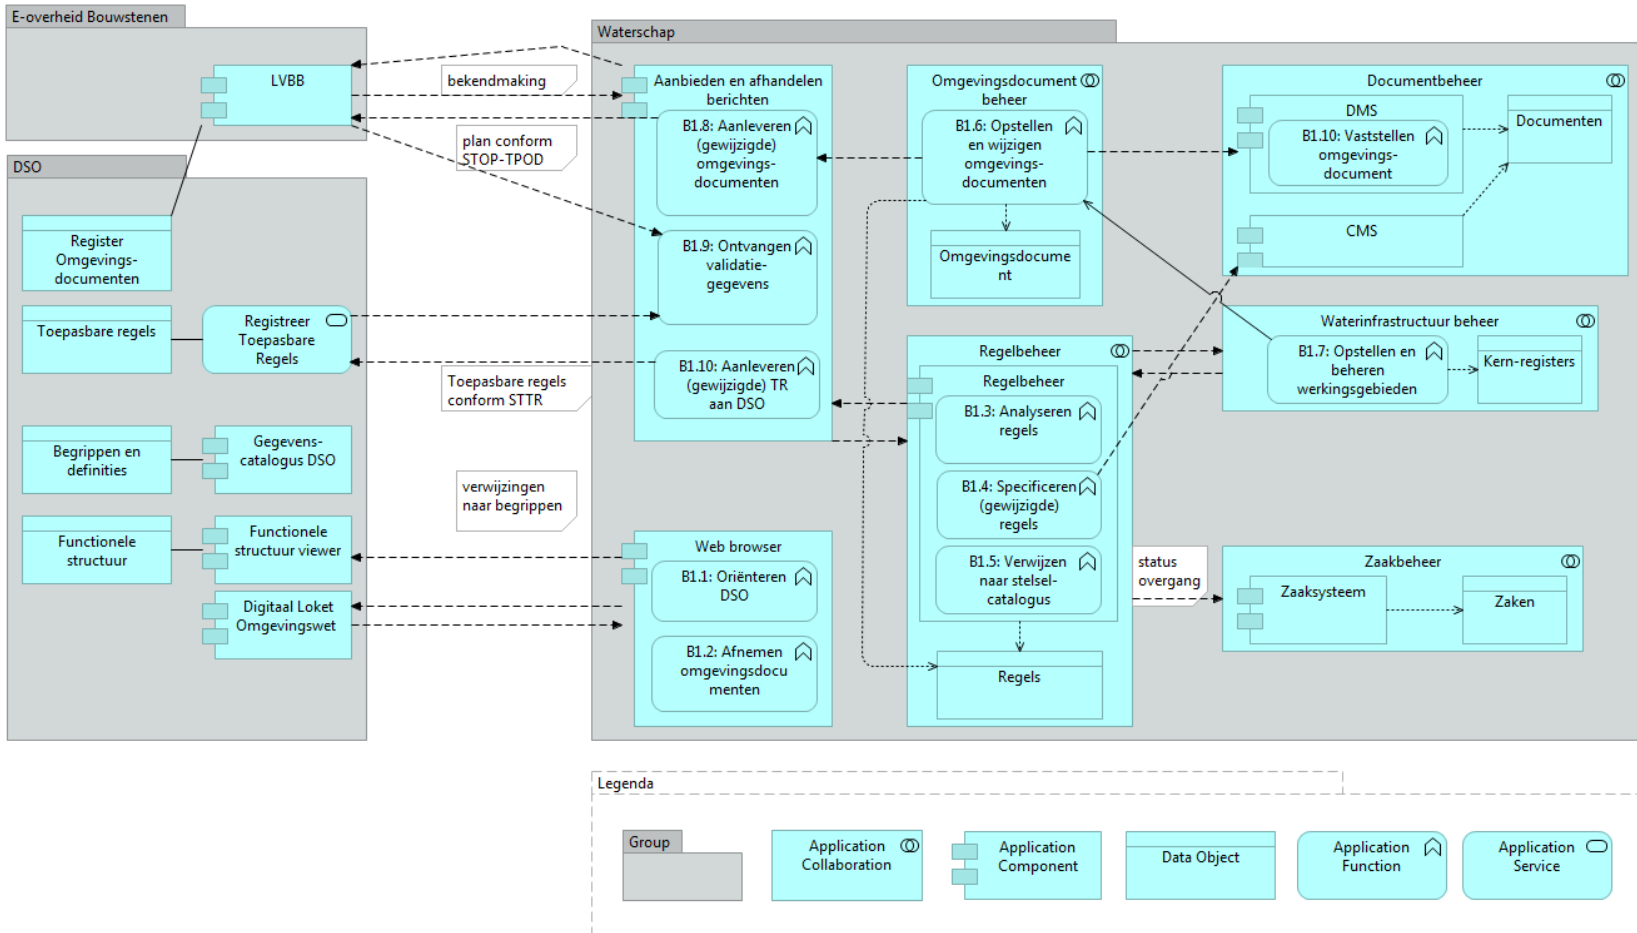 E-overheid Bouwstenen
LVBB
DSO
Register
Omgevings-
documenten
Toepasbare regels
Registreer
Toepasbare
Regels
Begrippen en
definities
Gegevens-
catalogus DSO
Functionele
structuur
Functionele
structuur viewer
Digitaal Loket
Omgevingswet
bekendmaking
plan conform
STOP-TPOD
Toepasbare regels
conform STTR
verwijzingen
naar begrippen
Waterschap
Aanbieden en afhandelen
berichten
B1.8: Aanleveren
(gewijzigde)
omgevings-
documenten
B1.9: Ontvangen
validatie-
gegevens
B1.10: Aanleveren
(gewijzigde) TR
aan DSO
Web browser
B1.1: Oriënteren
DSO
B1.2: Afnemen
omgevingsdocu
menten
Omgevingsdocument
beheer
B1.6: Opstellen
en wijzigen
omgevings-
documenten
Omgevingsdocume
nt
Regelbeheer
Regelbeheer
B1.3: Analyseren
regels
B1.4: Specificeren
(gewijzigde)
regels
B1.5: Verwijzen
naar stelsel-
catalogus
Regels
Documentbeheer
DMS
B1.10: Vaststellen
omgevings-
document
Documenten
CMS
Waterinfrastructuur beheer
B1.7: Opstellen en
beheren
werkingsgebieden
Kern-registers
status
overgang
Zaakbeheer
Zaaksysteem
Zaken
Legenda
Group
Application
Collaboration
Application
Component
Data Object
Application
Function
Application
Service